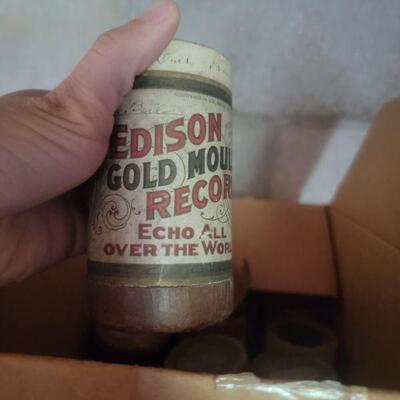 EDISON
GOLD MOUL
RECOR
ECHO ALL
OVER THE WORL